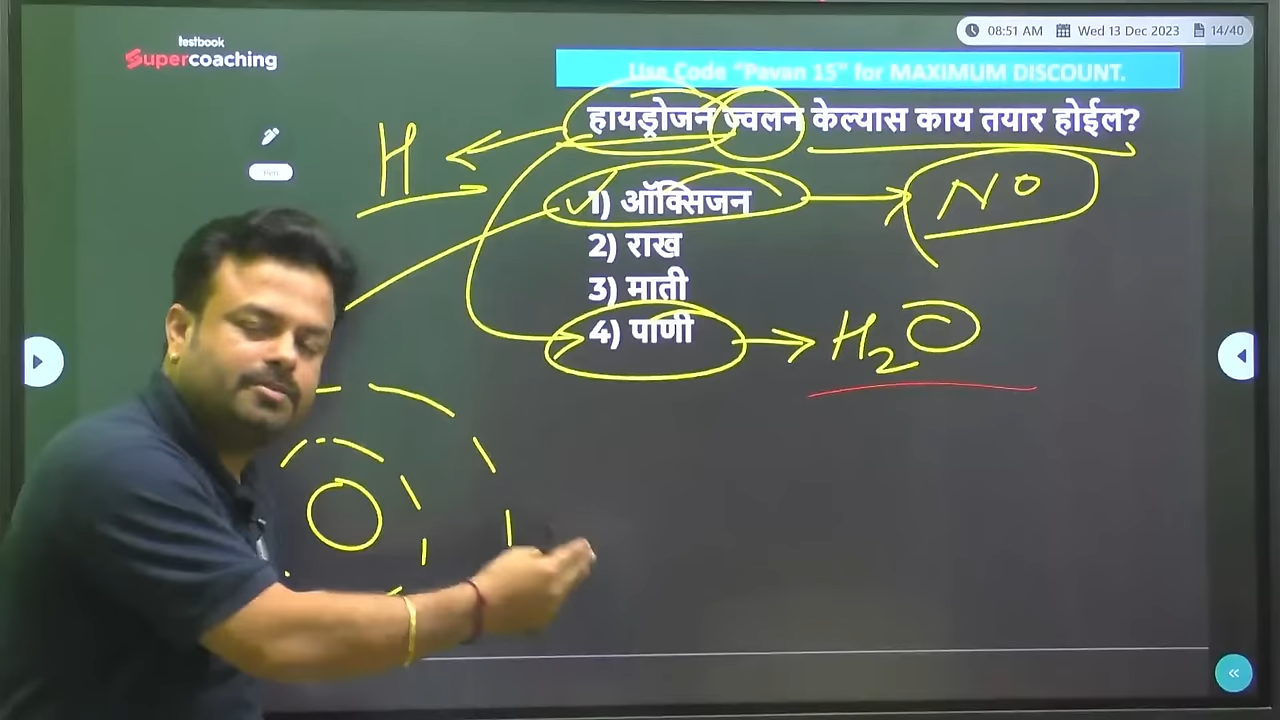 testbook
Supercoaching
08:51 AM Wed 13 Dec 2023 14/40
Use Code "Pavan 15" for MAXIMUM DISCOUNT.
हायड्रोजन ज्वलन केल्यास काय तयार होईल?
H
1) ऑक्सिजन
NO
2) राख
3) माती
4) पाणी
H2O